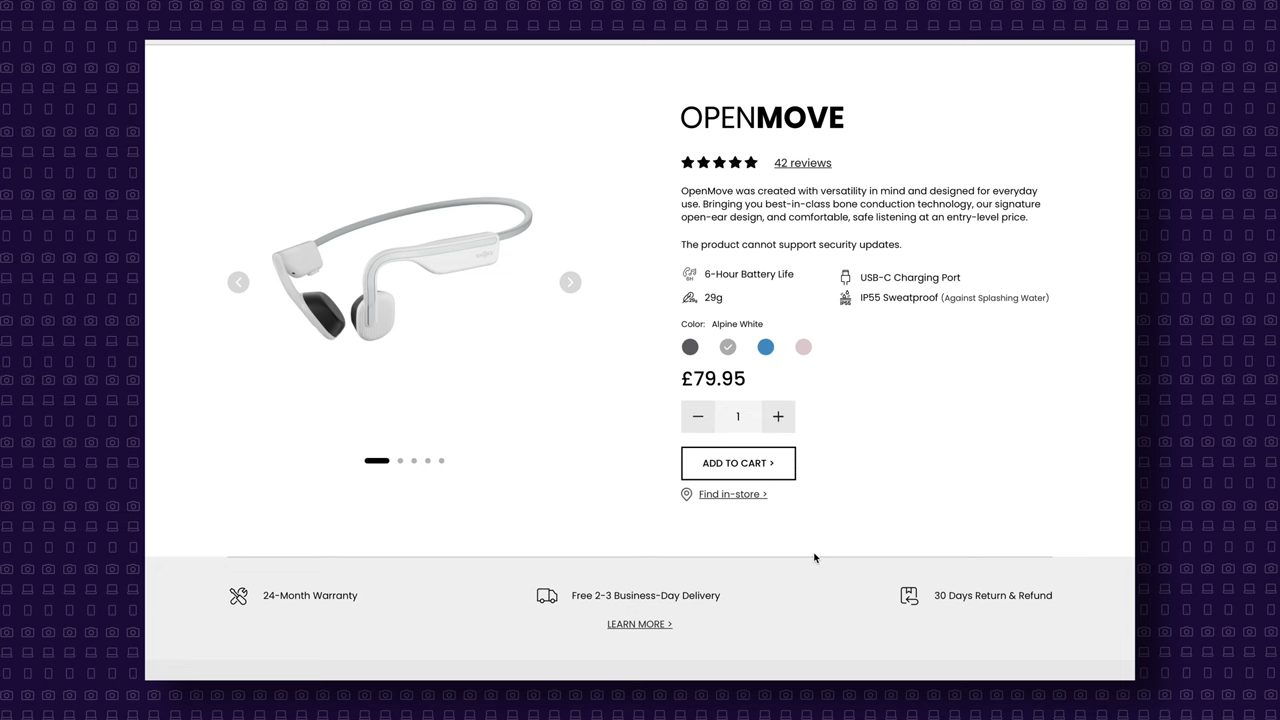 OPENMOVE
42 reviews
OpenMove was created with versatility in mind and designed for everyday
use. Bringing you best-in-class bone conduction technology, our signature
open-ear design, and comfortable, safe listening at an entry-level price.
The product cannot support security updates.
6H 6-Hour Battery Life
USB-C Charging Port
29g
IP55 IP55 Sweatproof (Against Splashing Water)
Color: Alpine White
£79.95
− 1 +
ADD TO CART >
Find in-store >
24-Month Warranty
Free 2-3 Business-Day Delivery
30 Days Return & Refund
LEARN MORE >